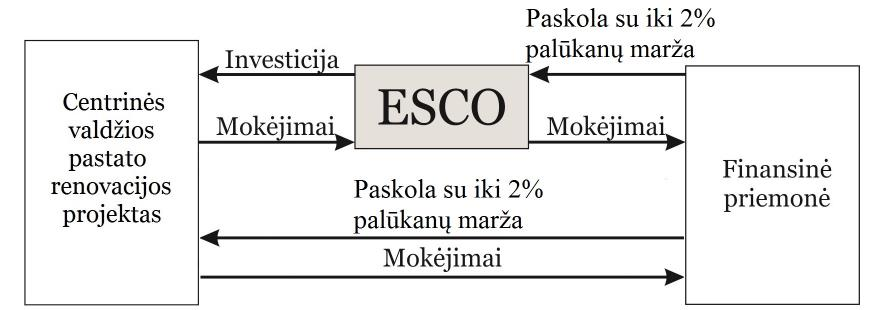 Centrinės
valdžios
pastato
renovacijos
projektas
Investicija
Mokėjimai
ESCO
Paskola su iki 2%
palūkanų marža
Mokėjimai
Paskola su iki 2%
palūkanų marža
Mokėjimai
Finansinė
priemonė